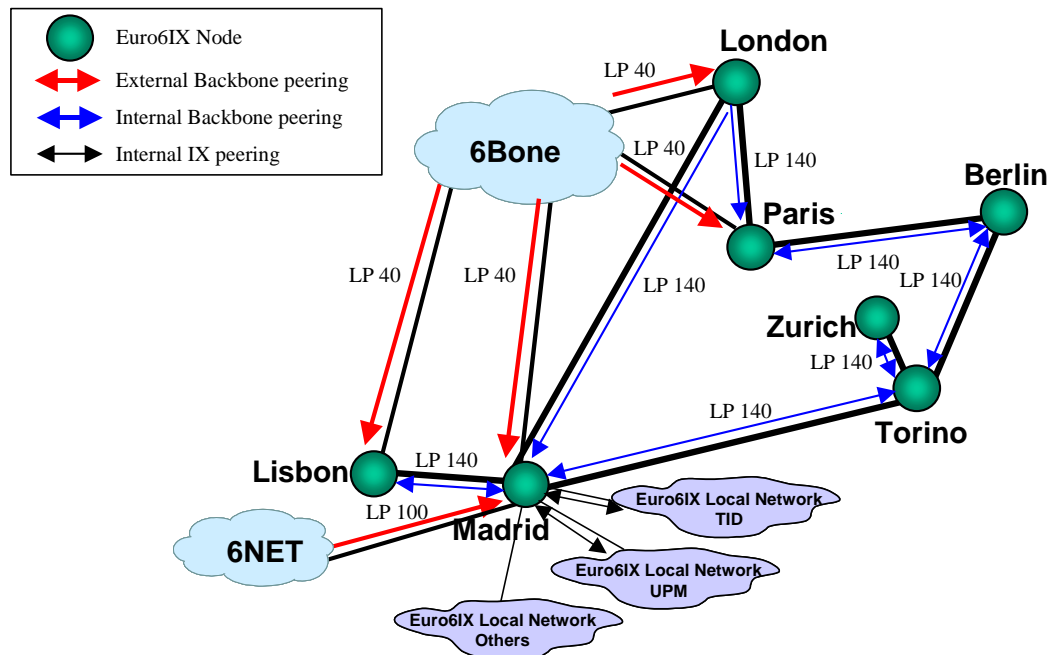 Euro6IX Node
External Backbone peering
Internal Backbone peering
Internal IX peering
London
LP 40
6Bone
LP 40
LP 140
Berlin
Paris
LP 40
LP 40
LP 140
LP 140
LP 140
Zurich
LP 140
LP 140
Torino
Lisbon
LP 140
LP 100
Madrid
6NET
Euro6IX Local Network
TID
Euro6IX Local Network
UPM
Euro6IX Local Network
Others